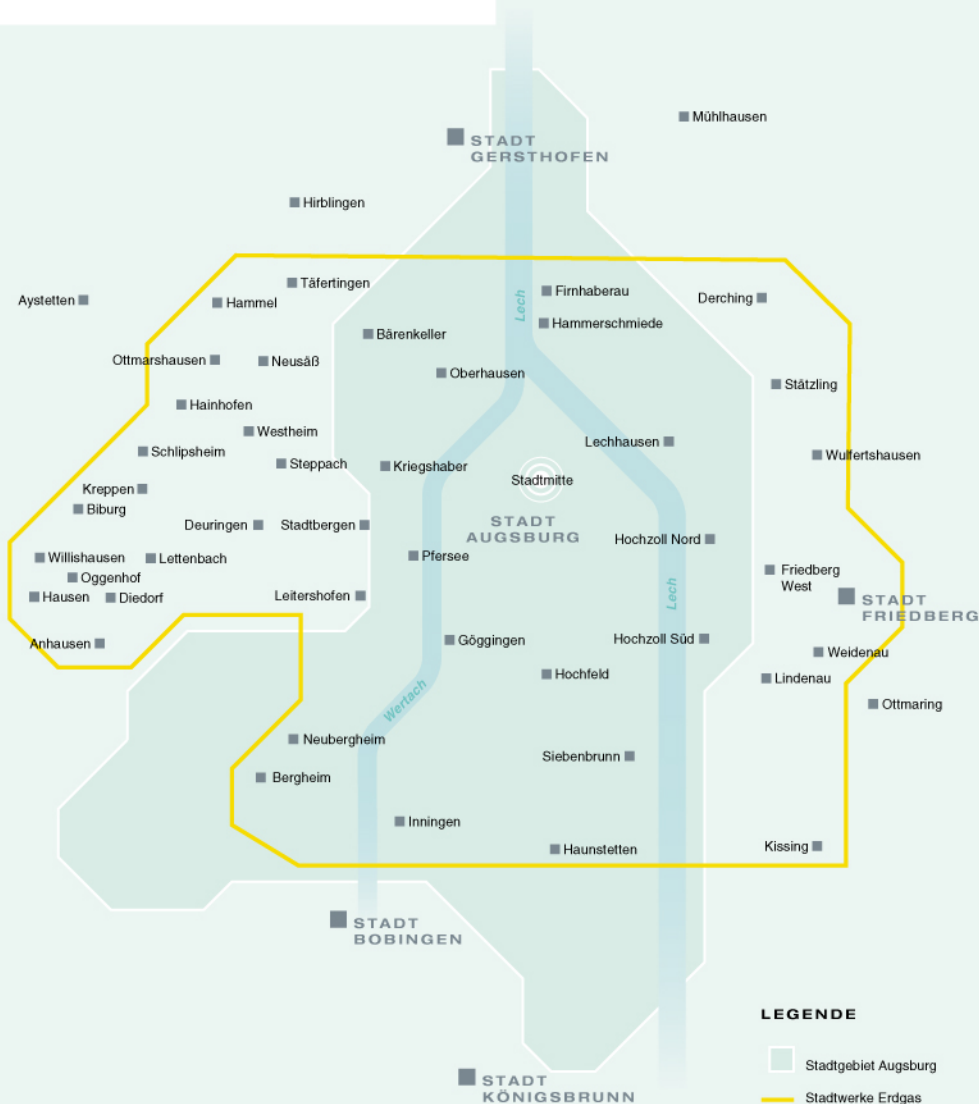 Mühlhausen
STADT
GERSTHOFEN
Hirblingen
Täfertingen
Aystetten
Hammel
Firnhaberau
Derching
Lech
Hammerschmiede
Bärenkeller
Ottmarshausen
Neusäß
Oberhausen
Stätzling
Hainhofen
Westheim
Lechhausen
Schlipsheim
Steppach
Kriegshaber
Wulfertshausen
Stadtmitte
Kreppen
Biburg
Deuringen
Stadtbergen
STADT
AUGSBURG
Hochzoll Nord
Willishausen
Lettenbach
Pfersee
Oggenhof
Friedberg
West
Hausen
Diedorf
Leitershofen
Lech
STADT
FRIEDBERG
Anhausen
Göggingen
Hochzoll Süd
Weidenau
Hochfeld
Lindenau
Wertach
Ottmaring
Neubergheim
Siebenbrunn
Bergheim
Inningen
Haunstetten
Kissing
STADT
BOBINGEN
LEGENDE
Stadtgebiet Augsburg
STADT
KÖNIGSBRUNN
Stadtwerke Erdgas